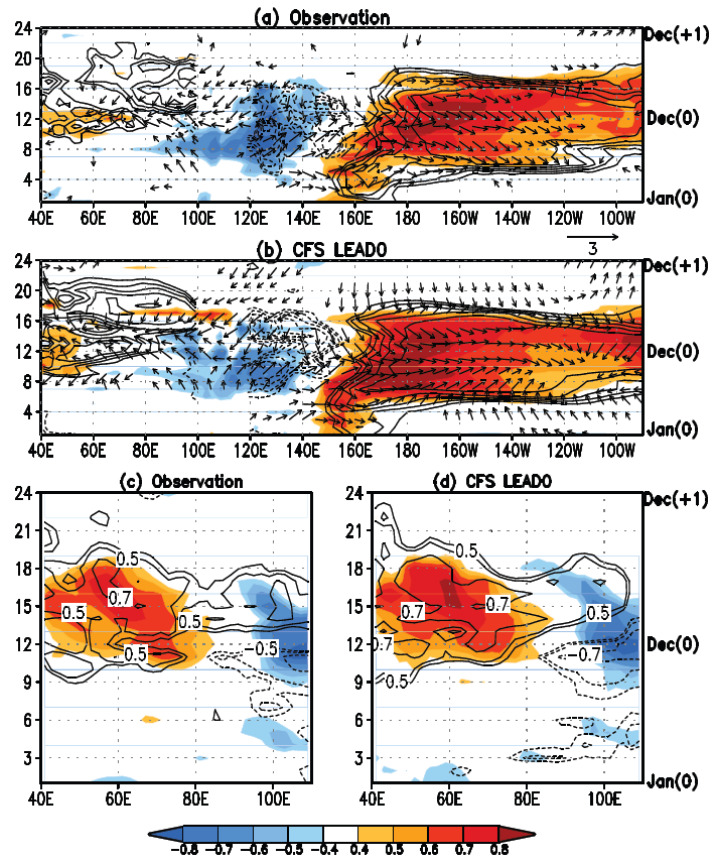 (a) Observation
24
20
16
12
8
4
Dec(+1)
Dec(0)
Jan(0)
40E 60E 80E 100E 120E 140E 160E 180 160W 140W 120W 100W
3
(b) CFS LEAD0
24
20
16
12
8
4
Dec(+1)
Dec(0)
Jan(0)
40E 60E 80E 100E 120E 140E 160E 180 160W 140W 120W 100W
(c) Observation (d) CFS LEAD0
24
21
18
15
12
9
6
3
0.5
0.7
0.5
0.5
0.5
-0.5
40E 60E 80E 100E
24
21
18
15
12
9
6
3
0.5
0.7
0.7
0.5
0.7
-0.7
0.5
Dec(+1)
Dec(0)
Jan(0)
40E 60E 80E 100E
-0.8 -0.7 -0.6 -0.5 -0.4 0.4 0.5 0.6 0.7 0.8